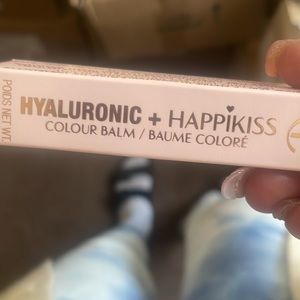 POIDS NET WT.
HYALURONIC + HAPPIKISS
COLOUR BALM / BAUME COLORÉ